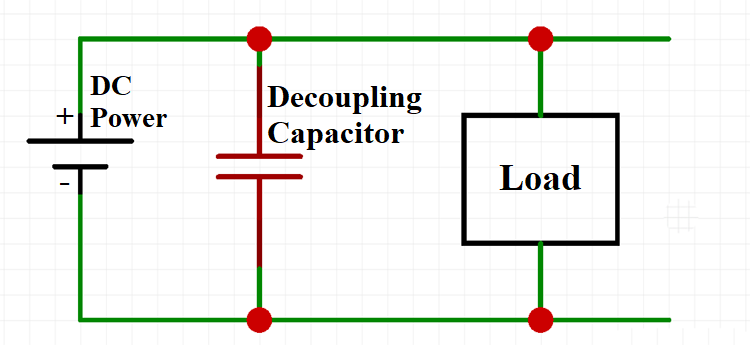 DC
+ Power
-
Decoupling
Capacitor
Load